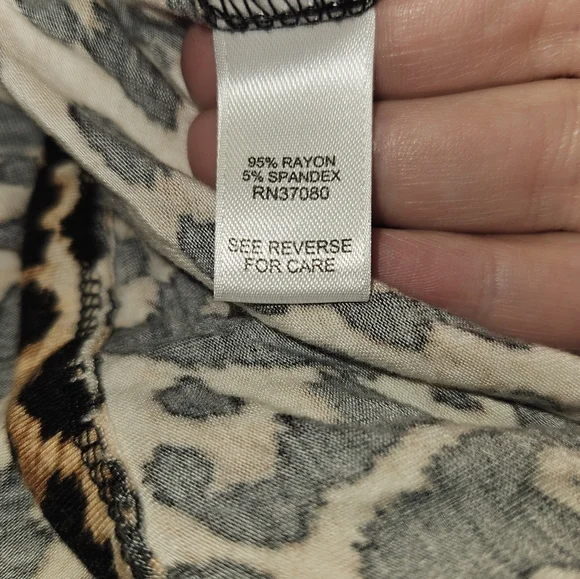 95% RAYON
5% SPANDEX
RN37080
SEE REVERSE
FOR CARE